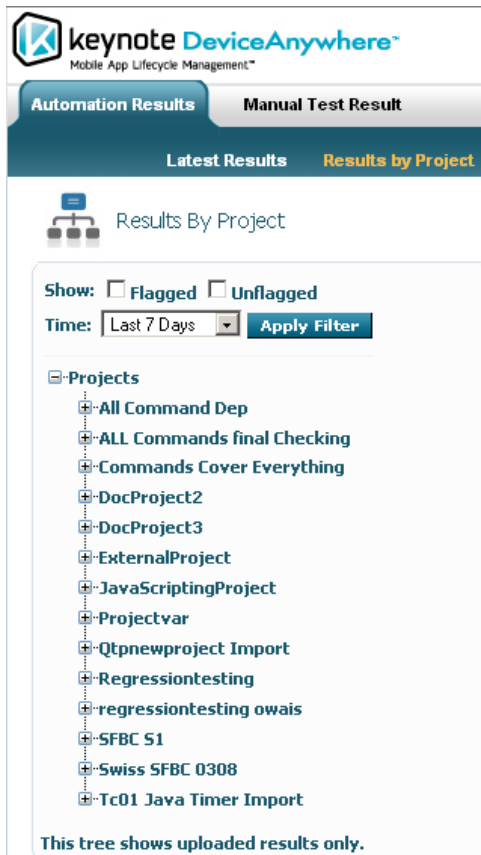 keynote DeviceAnywhere™
Mobile App Lifecycle Management™
Automation Results Manual Test Result
Latest Results Results by Project
Results By Project
Show: Flagged Unflagged
Time: Last 7 Days Apply Filter
Projects
All Command Dep
ALL Commands final Checking
Commands Cover Everything
DocProject2
DocProject3
ExternalProject
JavaScriptingProject
Projectvar
Qtpnewproject Import
Regressiontesting
regressiontesting owais
SFBC S1
Swiss SFBC 0308
Tc01 Java Timer Import
This tree shows uploaded results only.